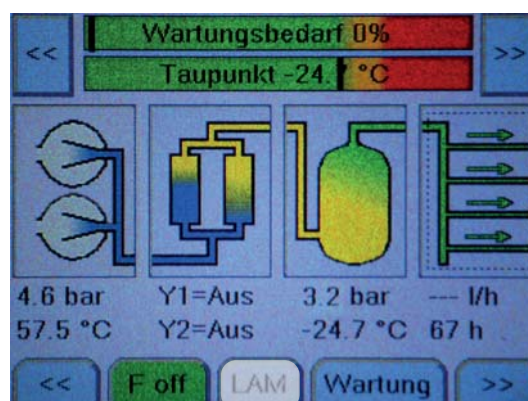 << Wartungsbedarf 0% >>
Taupunkt -24.7 °C
4.6 bar Y1=Aus 3.2 bar --- l/h
57.5 °C Y2=Aus -24.7 °C 67 h
<< F off LAM Wartung >>